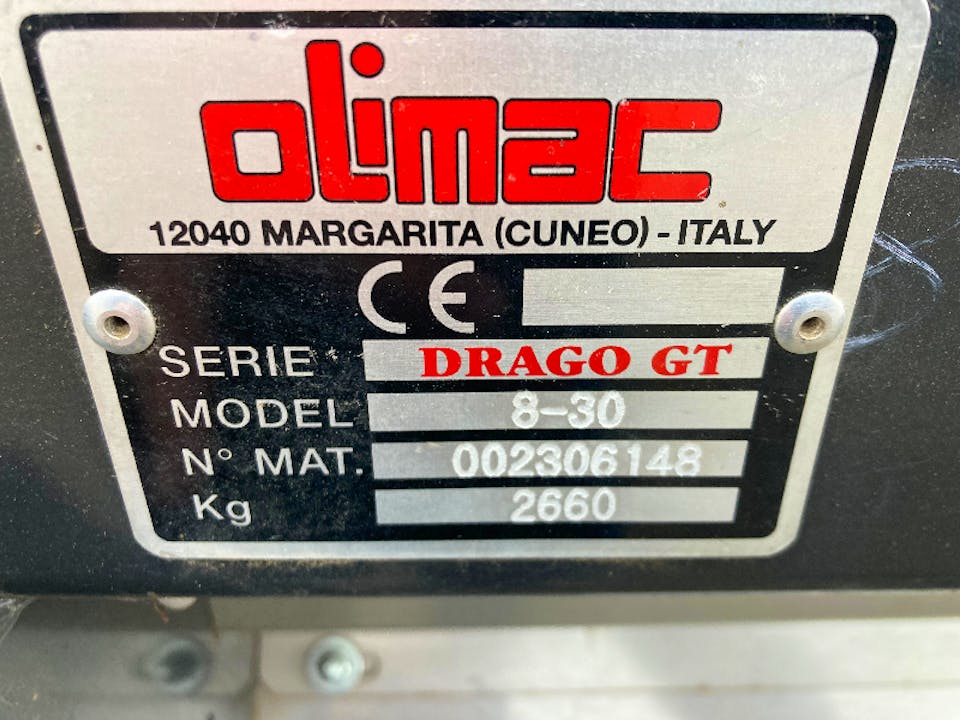 olimac
12040 MARGARITA (CUNEO) - ITALY
CE
SERIE DRAGO GT
MODEL 8-30
N° MAT. 002306148
Kg 2660